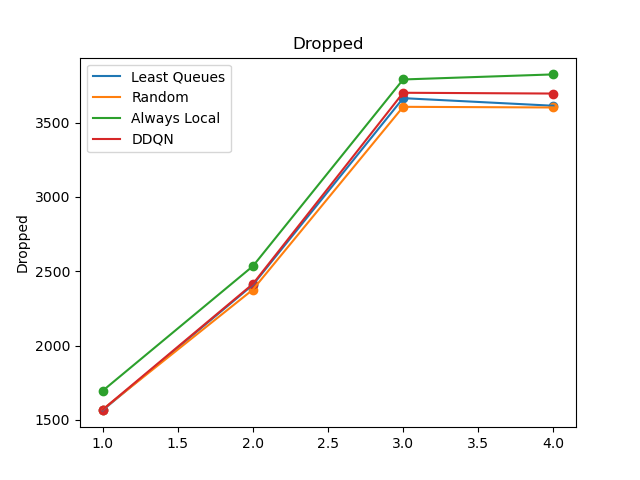 Dropped
Least Queues
Random
Always Local
DDQN
Dropped
3500
3000
2500
2000
1500
1.0 1.5 2.0 2.5 3.0 3.5 4.0